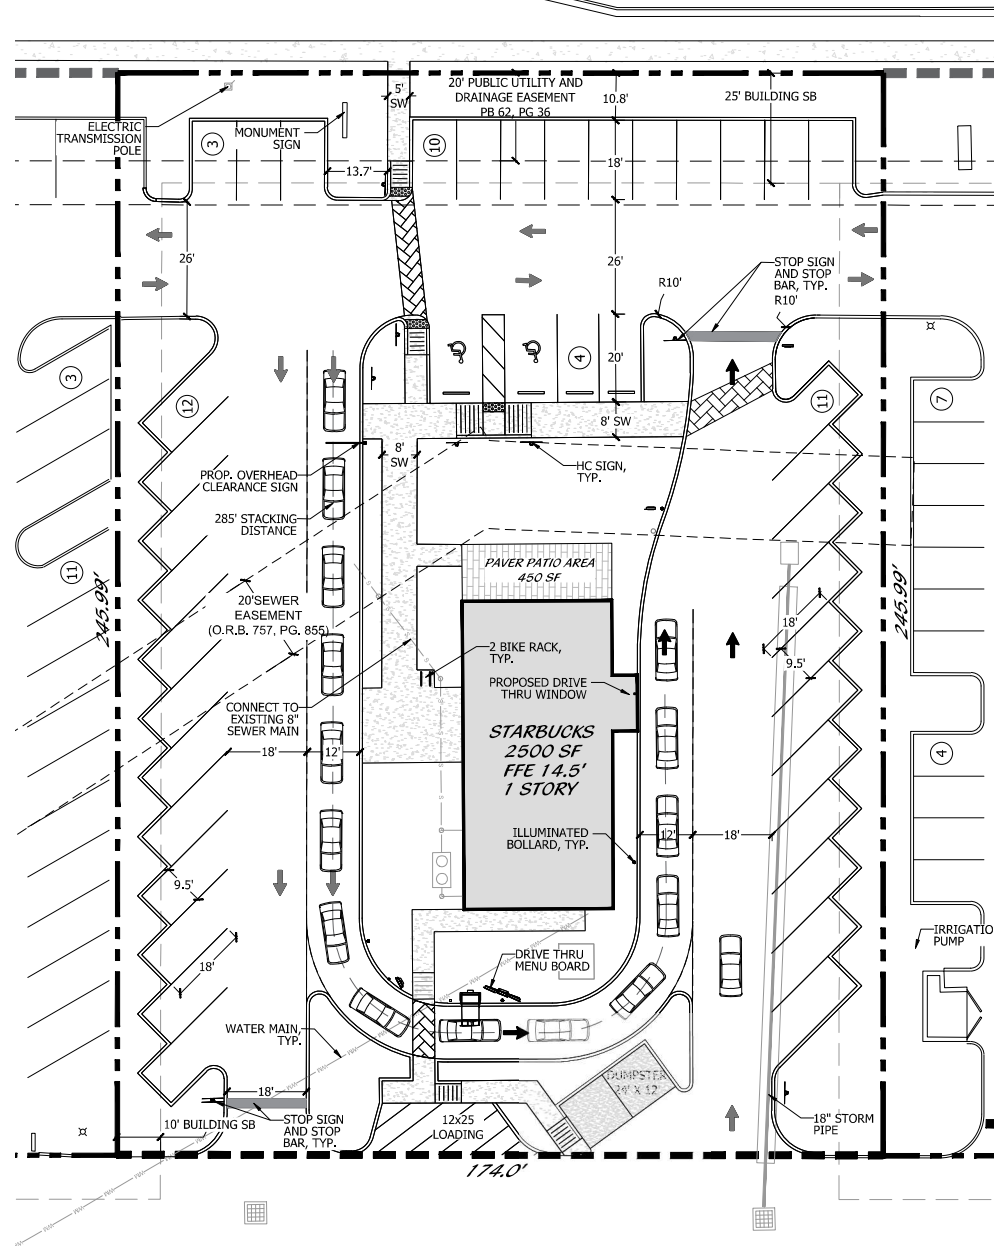 20' PUBLIC UTILITY AND
DRAINAGE EASEMENT
PB 62, PG 36
5'
SW
10.8'
25' BUILDING SB
ELECTRIC
TRANSMISSION
POLE
3
MONUMENT
SIGN
10
13.7'
18'
26'
26'
STOP SIGN
AND STOP
BAR, TYP.
R10'
R10'
3
12
4
20'
11
7
8' SW
8'
SW
PROP. OVERHEAD
CLEARANCE SIGN
HC SIGN,
TYP.
285' STACKING
DISTANCE
11
PAVER PATIO AREA
450 SF
245.99'
245.99'
20'SEWER
EASEMENT
(O.R.B. 757, PG. 855)
18'
9.5'
2 BIKE RACK,
TYP.
PROPOSED DRIVE
THRU WINDOW
CONNECT TO
EXISTING 8"
SEWER MAIN
STARBUCKS
2500 SF
FFE 14.5'
1 STORY
18'
12'
4
ILLUMINATED
BOLLARD, TYP.
12'
18'
9.5'
18'
IRRIGATIO
PUMP
DRIVE THRU
MENU BOARD
WATER MAIN,
TYP.
DUMPSTER
24' X 12'
18'
10' BUILDING SB
STOP SIGN
AND STOP
BAR, TYP.
12x25
LOADING
18" STORM
PIPE
174.0'